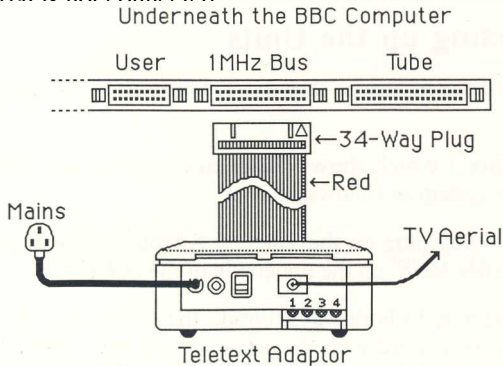 Underneath the BBC Computer
User 1MHz Bus Tube
←34-Way Plug
←Red
Mains
TV Aerial
1 2 3 4
Teletext Adaptor